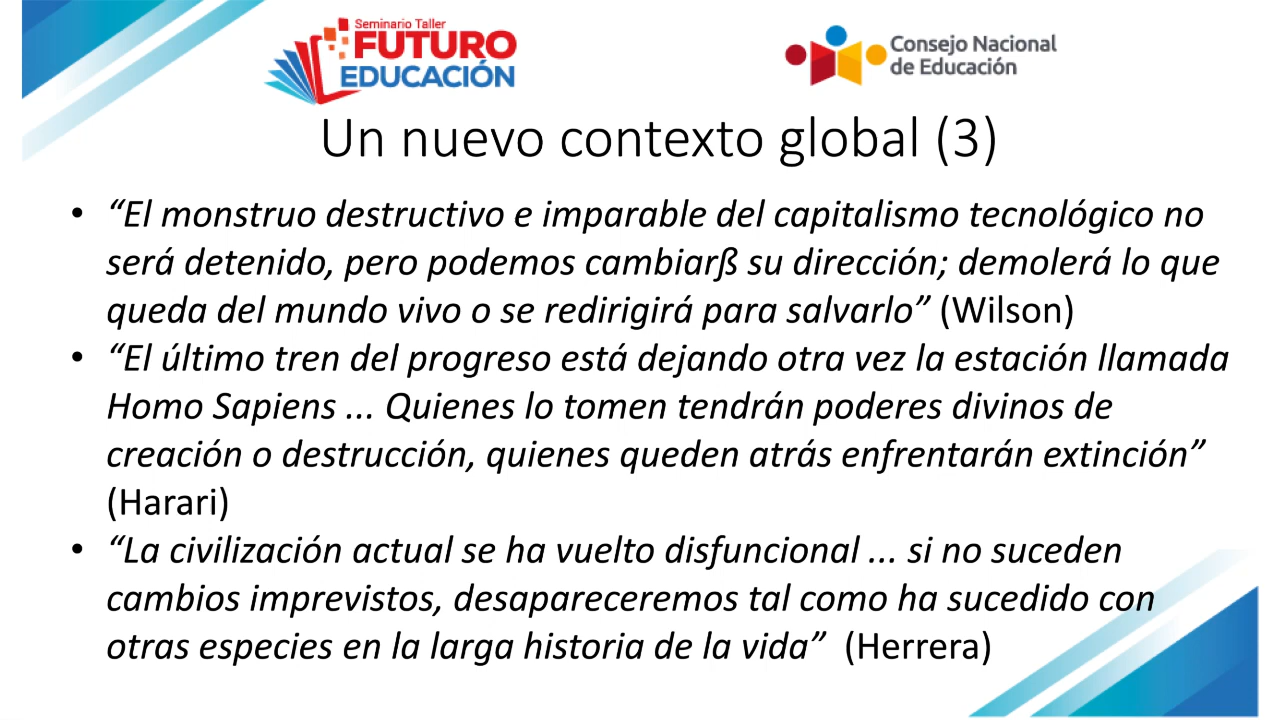 Seminario Taller
FUTURO
EDUCACIÓN
Consejo Nacional
de Educación
Un nuevo contexto global (3)
• “El monstruo destructivo e imparable del capitalismo tecnológico no
será detenido, pero podemos cambiarß su dirección; demolerá lo que
queda del mundo vivo o se redirigirá para salvarlo” (Wilson)
• “El último tren del progreso está dejando otra vez la estación llamada
Homo Sapiens ... Quienes lo tomen tendrán poderes divinos de
creación o destrucción, quienes queden atrás enfrentarán extinción”
(Harari)
• “La civilización actual se ha vuelto disfuncional ... si no suceden
cambios imprevistos, desapareceremos tal como ha sucedido con
otras especies en la larga historia de la vida” (Herrera)